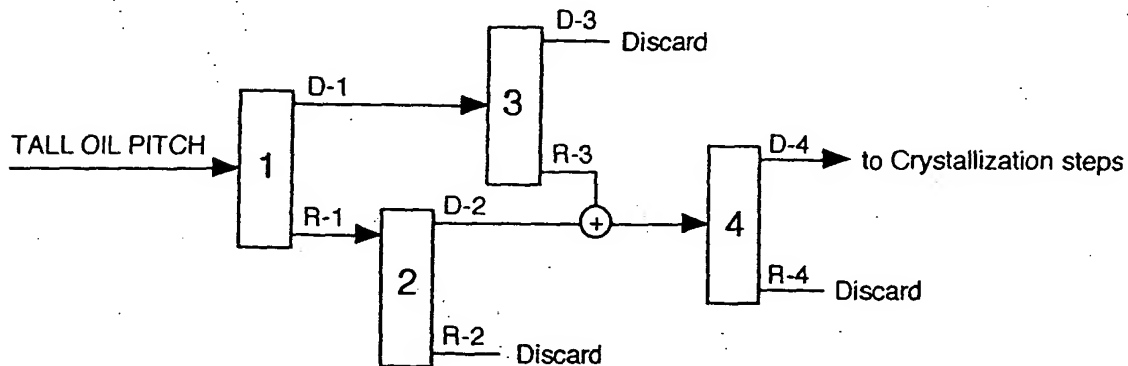 D-3
Discard
D-1
3
TALL OIL PITCH
1
R-3
D-4
to Crystallization steps
R-1
D-2
+
4
2
R-4
Discard
R-2
Discard